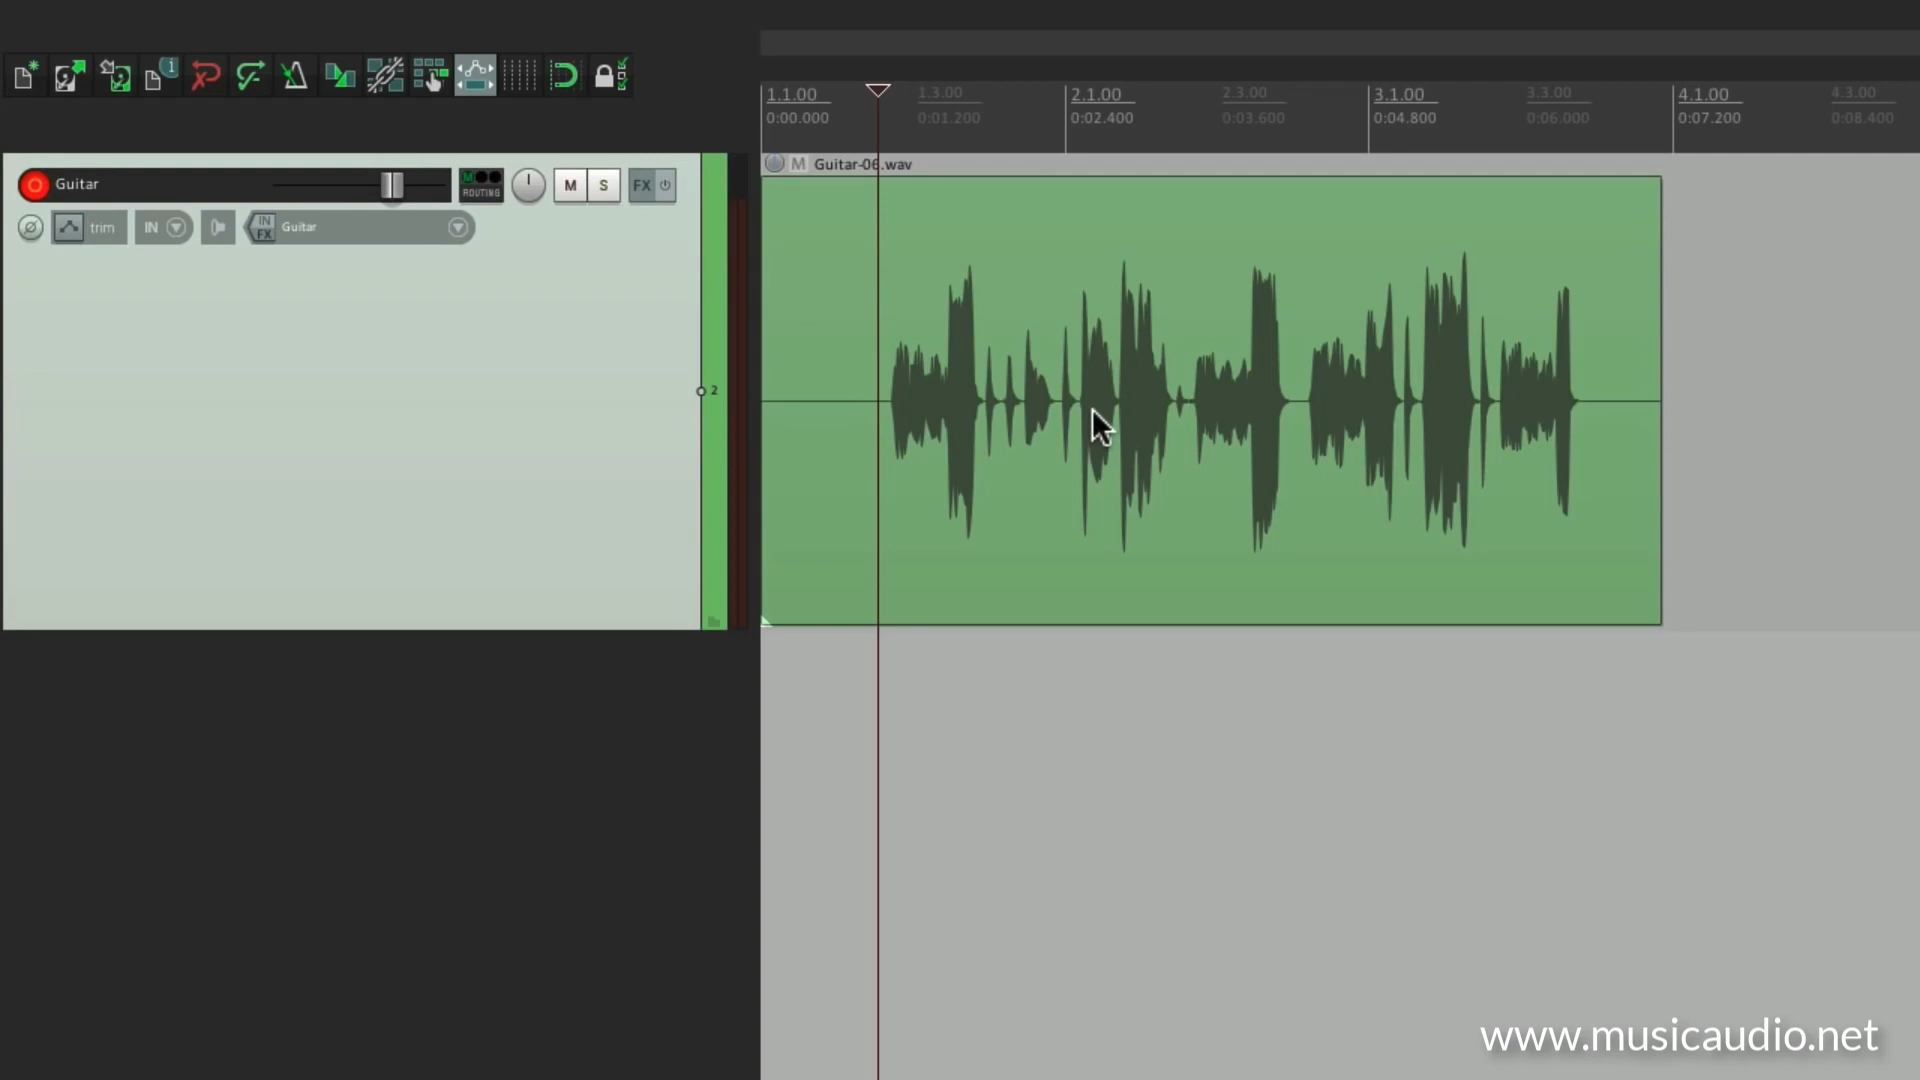 1.1.00 1.3.00 2.1.00 2.3.00 3.1.00 3.3.00 4.1.00 4.3.00
0:00.000 0:01.200 0:02.400 0:03.600 0:04.800 0:06.000 0:07.200 0:08.400
M Guitar-06.wav
Guitar M ROUTING M S FX
trim IN IN FX Guitar
2
www.musicaudio.net